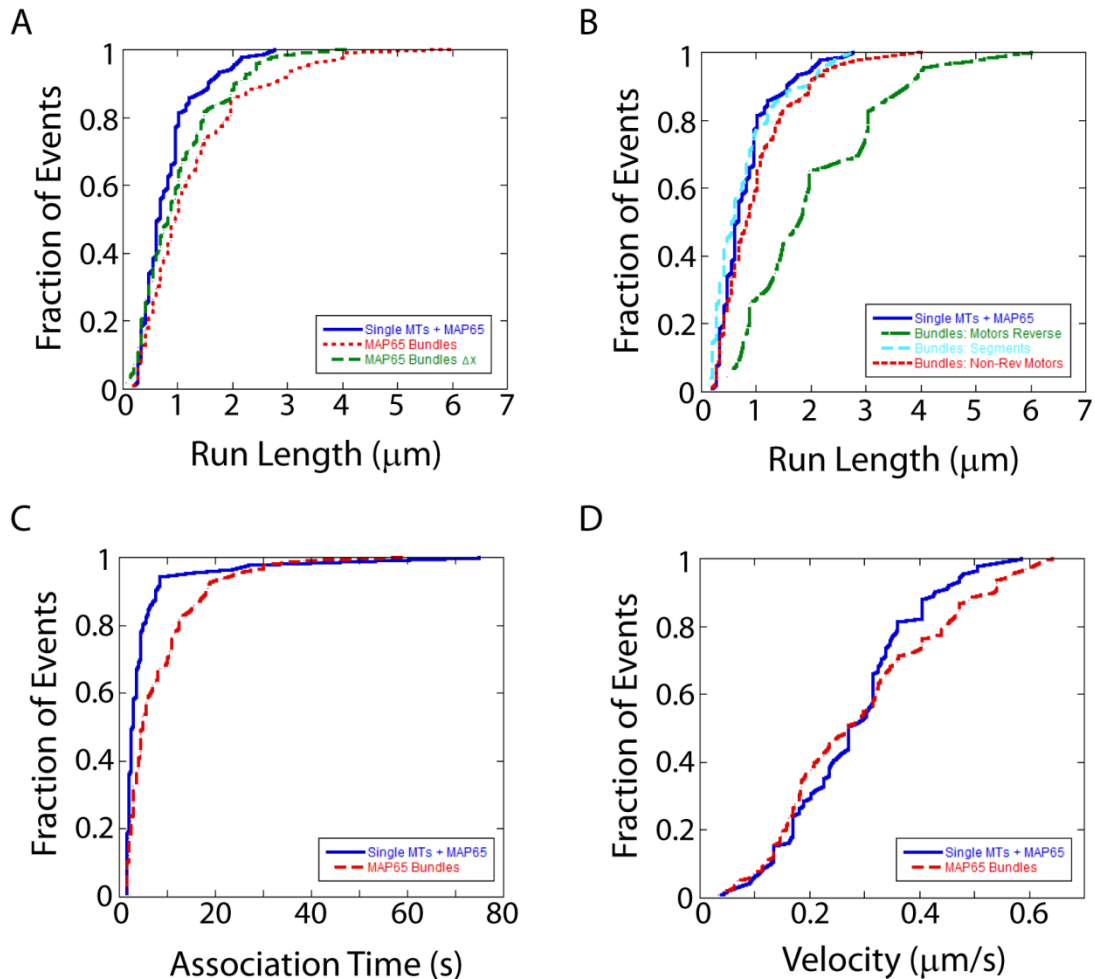 A
Fraction of Events
1
0.8
0.6
0.4
0.2
0
0 1 2 3 4 5 6 7
Run Length (μm)
Single MTs + MAP65
MAP65 Bundles
MAP65 Bundles Δx
B
Fraction of Events
1
0.8
0.6
0.4
0.2
0
0 1 2 3 4 5 6 7
Run Length (μm)
Single MTs + MAP65
Bundles: Motors Reverse
Bundles: Segments
Bundles: Non-Rev Motors
C
Fraction of Events
1
0.8
0.6
0.4
0.2
0
0 20 40 60 80
Association Time (s)
Single MTs + MAP65
MAP65 Bundles
D
Fraction of Events
1
0.8
0.6
0.4
0.2
0
0 0.2 0.4 0.6
Velocity (μm/s)
Single MTs + MAP65
MAP65 Bundles